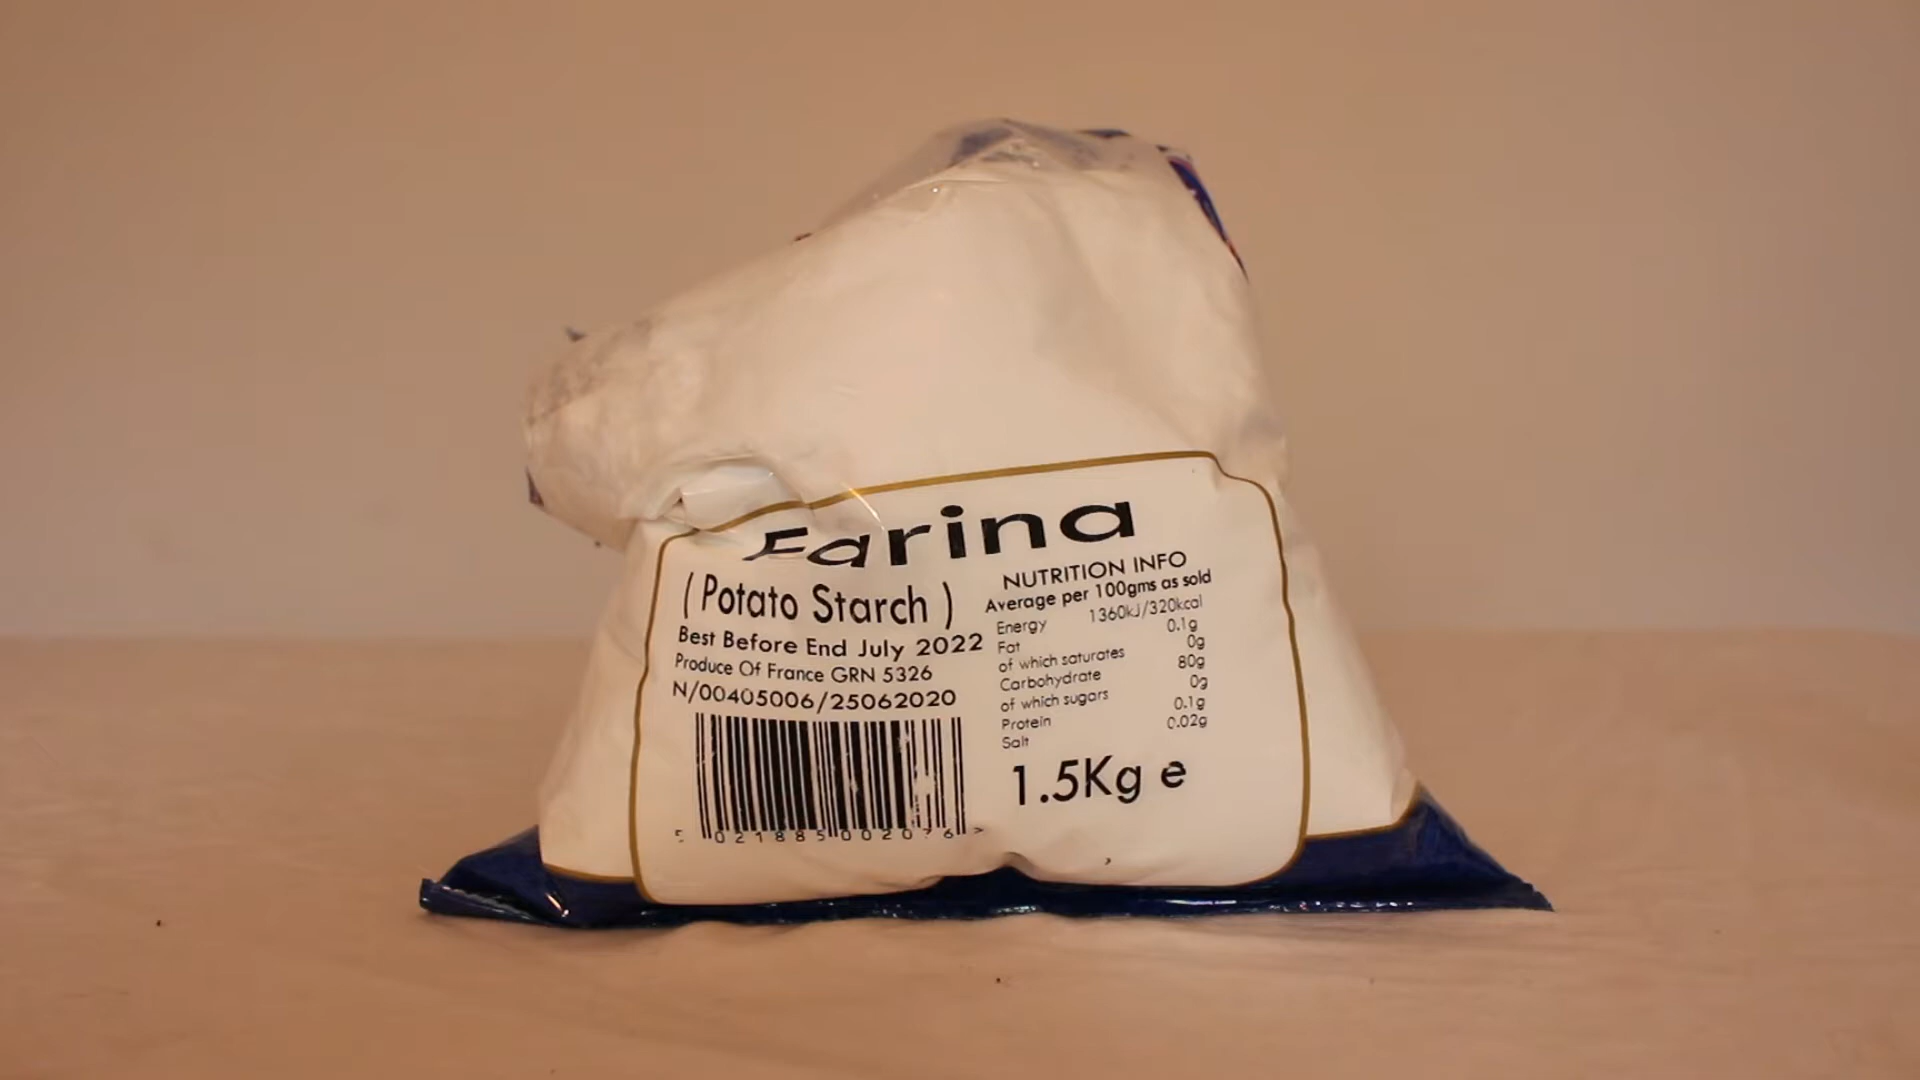 Farina
( Potato Starch )
Best Before End July 2022
Produce Of France GRN 5326
N/00405006/25062020
5 021885 002076 >
NUTRITION INFO
Average per 100gms as sold
Energy 1360kJ/320kcal
Fat 0.1g
of which saturates 0g
Carbohydrate 80g
of which sugars 0g
Protein 0.1g
Salt 0.02g
1.5Kg e